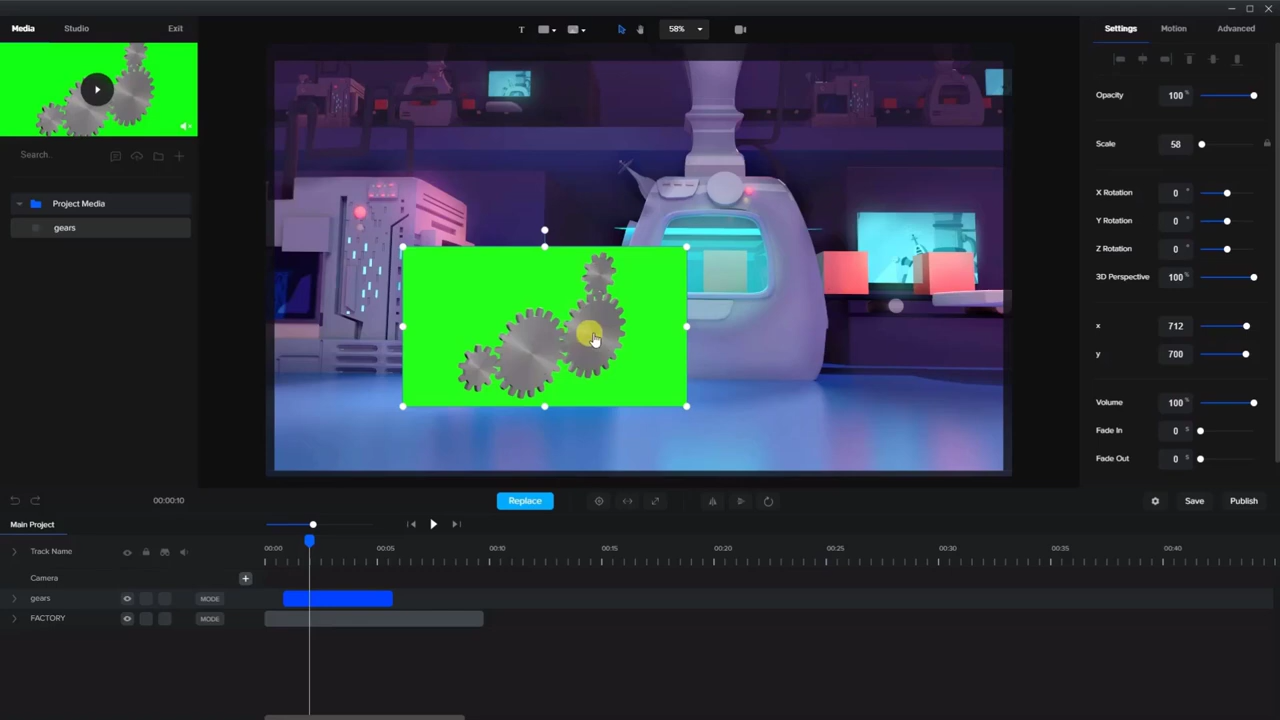 Media Studio Exit
T 58%
Settings Motion Advanced
Search..
Project Media
gears
Opacity 100 %
Scale 58
X Rotation 0 °
Y Rotation 0 °
Z Rotation 0 °
3D Perspective 100 %
x 712
y 700
Volume 100 %
Fade In 0 s
Fade Out 0 s
00:00:10 Replace Save Publish
Main Project
Track Name 00:00 00:05 00:10 00:15 00:20 00:25 00:30 00:35 00:40
Camera
gears MODE
FACTORY MODE